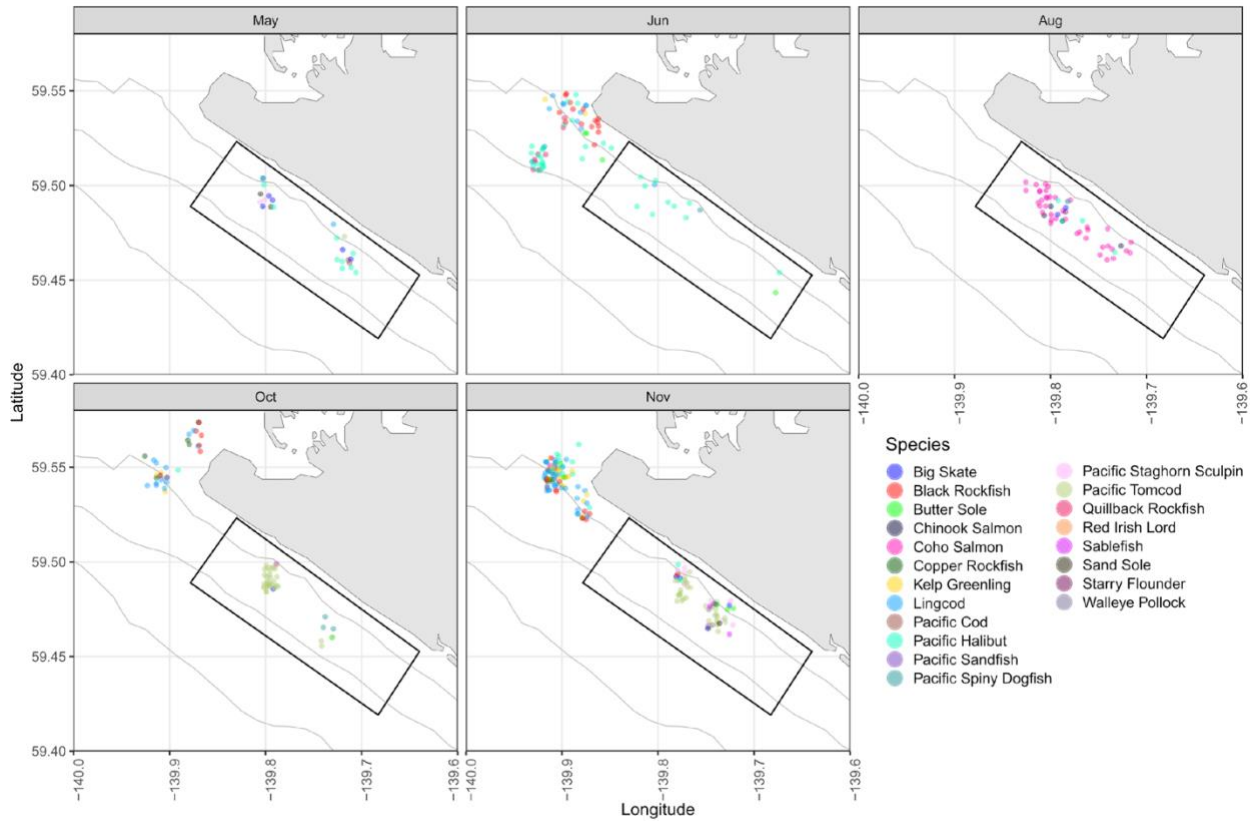 May
Jun
Aug
59.55
59.50
59.45
59.40
−140.0
−139.9
−139.8
−139.7
−139.6
Oct
Nov
59.55
59.50
59.45
59.40
−140.0
−139.9
−139.8
−139.7
−139.6
−140.0
−139.9
−139.8
−139.7
−139.6
Latitude
Longitude
Species
Big Skate
Black Rockfish
Butter Sole
Chinook Salmon
Coho Salmon
Copper Rockfish
Kelp Greenling
Lingcod
Pacific Cod
Pacific Halibut
Pacific Sandfish
Pacific Spiny Dogfish
Pacific Staghorn Sculpin
Pacific Tomcod
Quillback Rockfish
Red Irish Lord
Sablefish
Sand Sole
Starry Flounder
Walleye Pollock